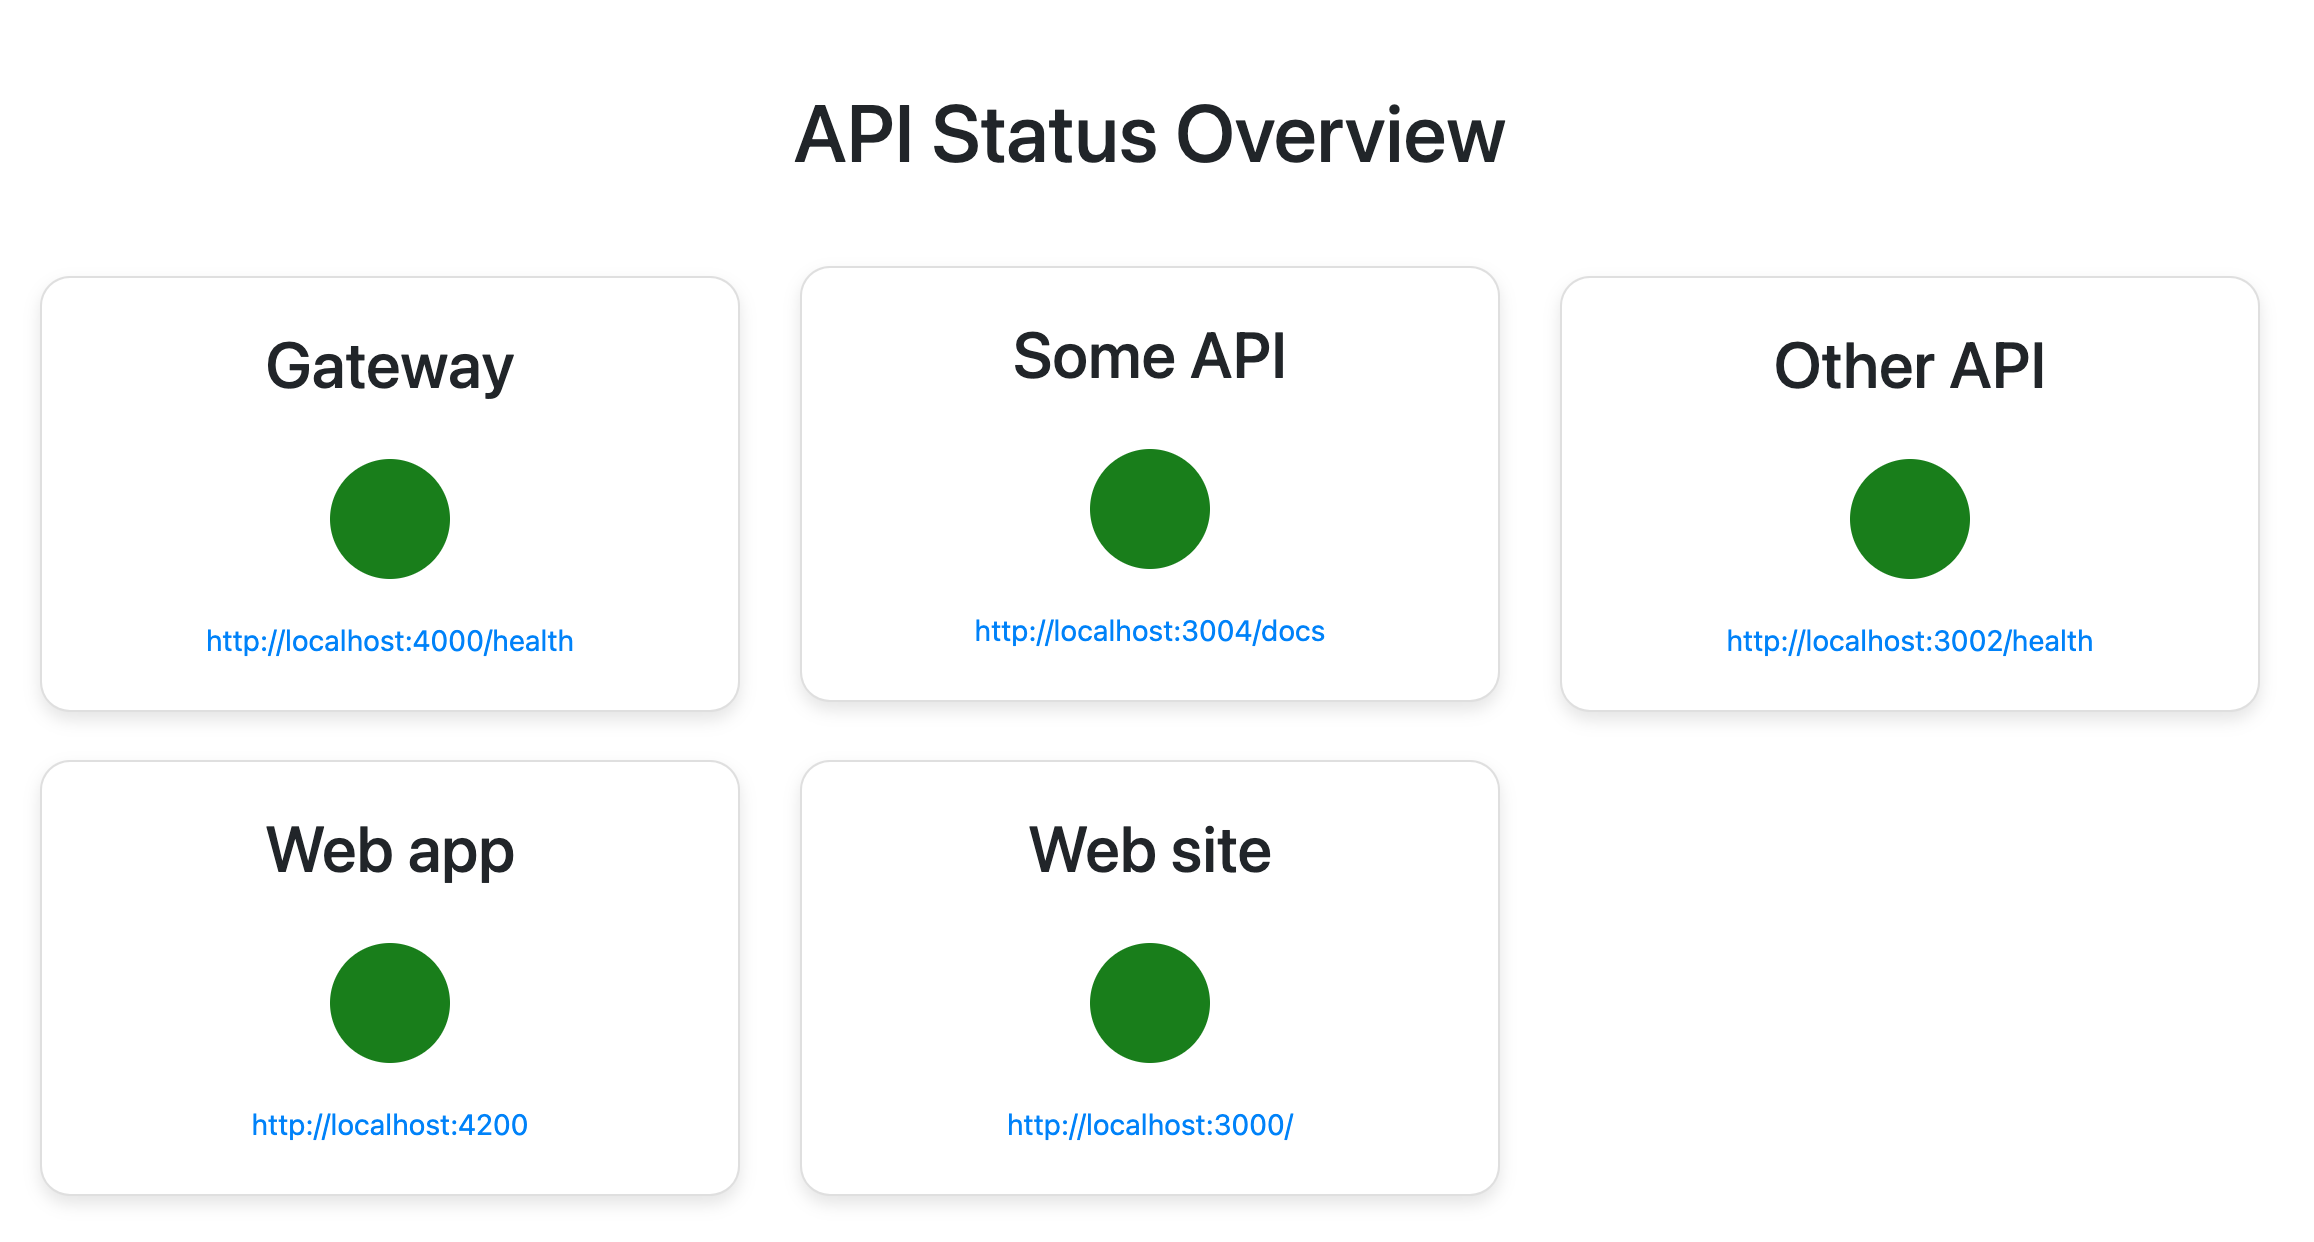 API Status Overview
Gateway
http://localhost:4000/health
Some API
http://localhost:3004/docs
Other API
http://localhost:3002/health
Web app
http://localhost:4200
Web site
http://localhost:3000/